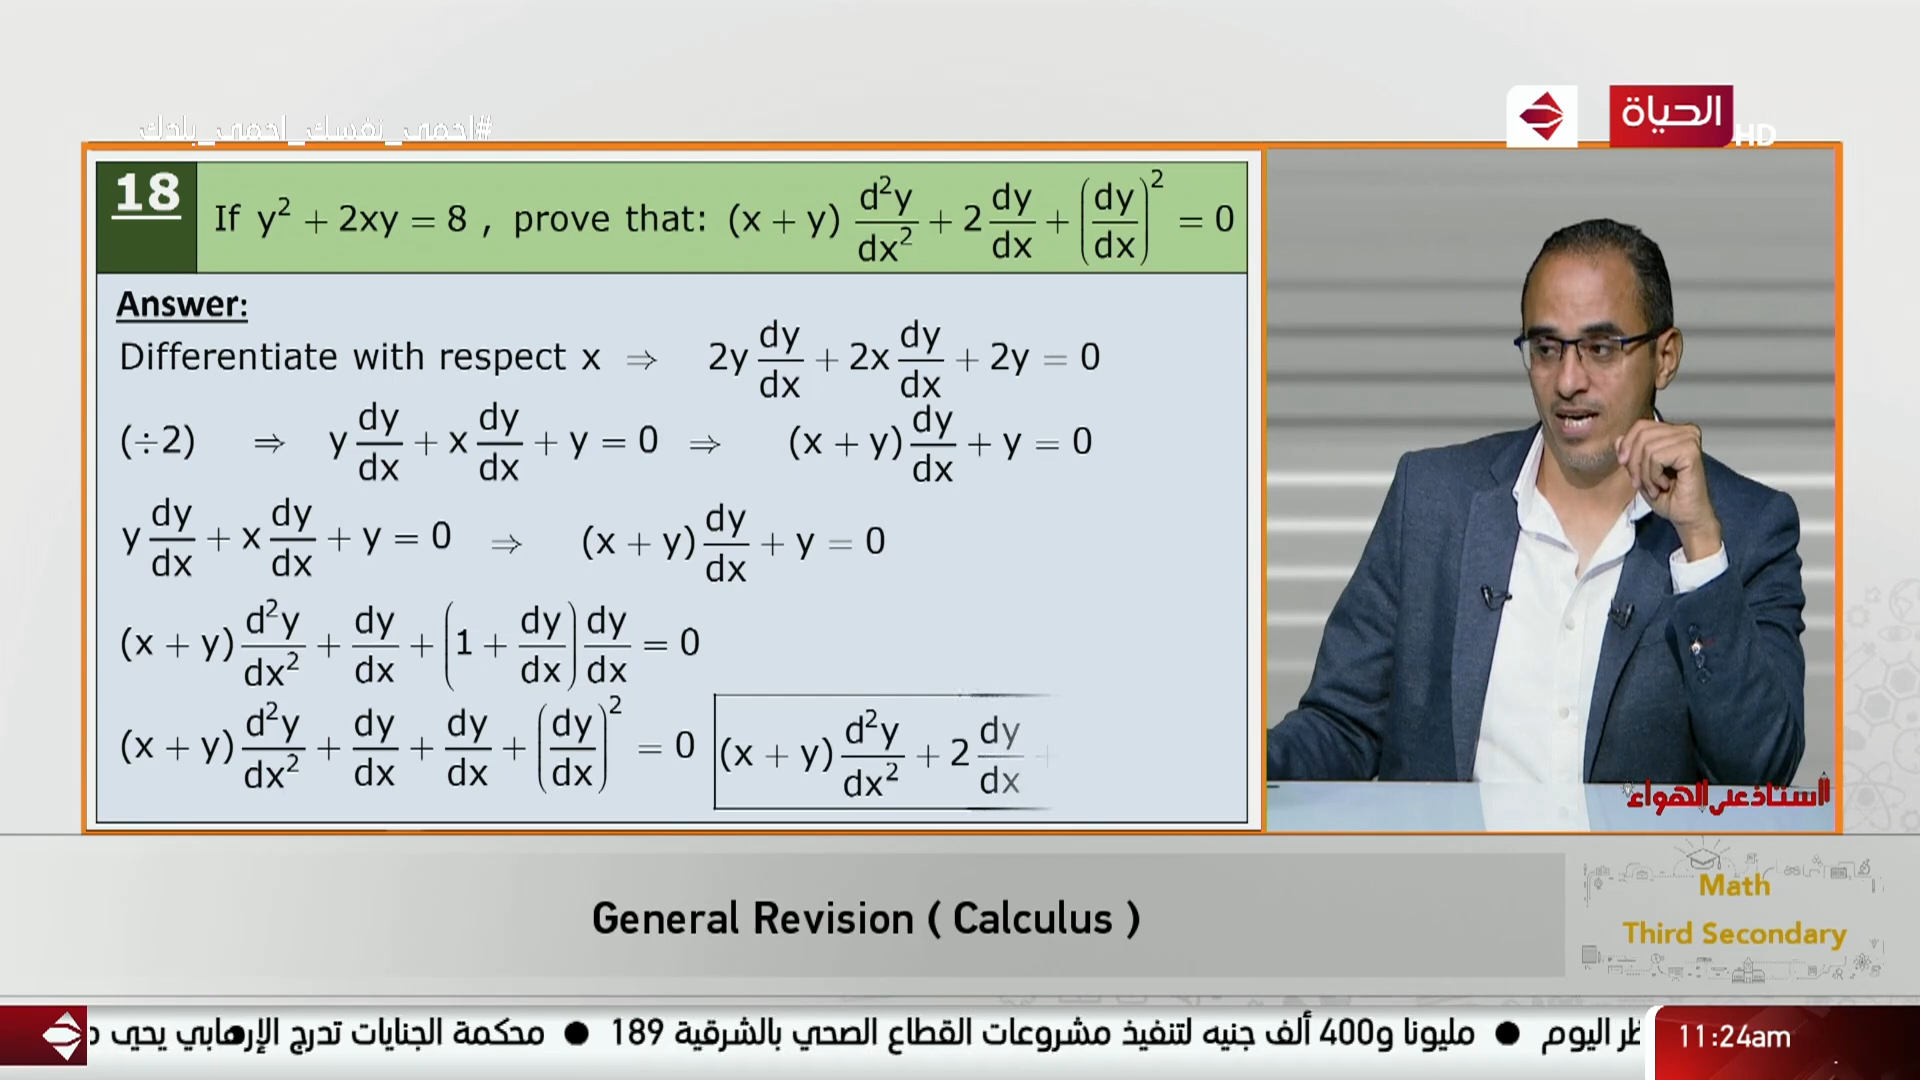 #احمي_نفسك_احمي_بلدك
الحياة
HD
18
If y² + 2xy = 8 , prove that: (x + y) d²y/dx² + 2 dy/dx + (dy/dx)² = 0
Answer:
Differentiate with respect x ⇒ 2y dy/dx + 2x dy/dx + 2y = 0
(÷2) ⇒ y dy/dx + x dy/dx + y = 0 ⇒ (x + y) dy/dx + y = 0
y dy/dx + x dy/dx + y = 0 ⇒ (x + y) dy/dx + y = 0
(x + y) d²y/dx² + dy/dx + (1 + dy/dx) dy/dx = 0
(x + y) d²y/dx² + dy/dx + dy/dx + (dy/dx)² = 0 (x + y) d²y/dx² + 2 dy/dx +
أستاذ على الهواء
General Revision ( Calculus )
Math
Third Secondary
ظر اليوم ● 189 مليونا و400 ألف جنيه لتنفيذ مشروعات القطاع الصحي بالشرقية ● محكمة الجنايات تدرج الإرهابي يحيى
11:24am